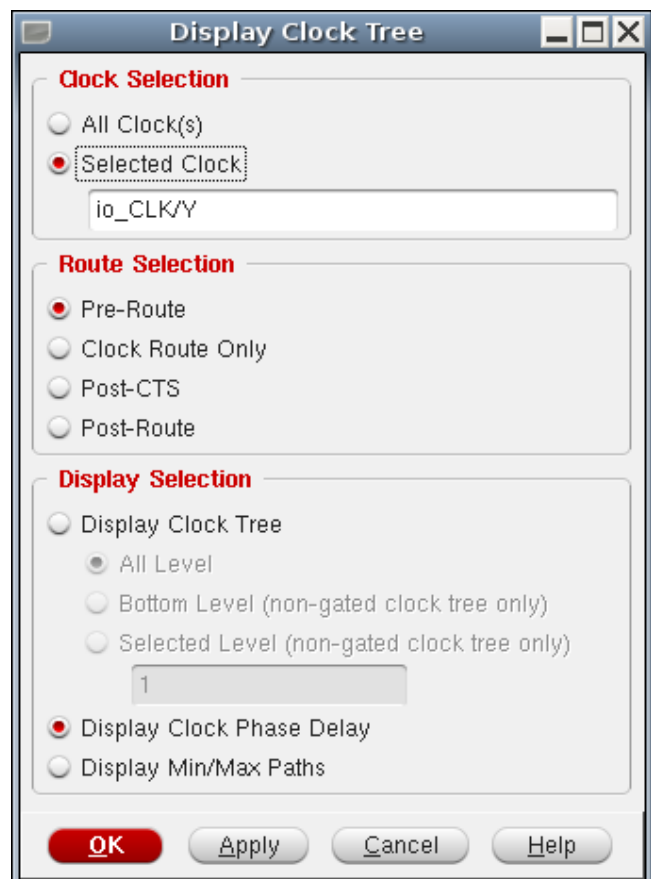 Display Clock Tree
Clock Selection
All Clock(s)
Selected Clock
io_CLK/Y
Route Selection
Pre-Route
Clock Route Only
Post-CTS
Post-Route
Display Selection
Display Clock Tree
All Level
Bottom Level (non-gated clock tree only)
Selected Level (non-gated clock tree only)
1
Display Clock Phase Delay
Display Min/Max Paths
OK Apply Cancel Help